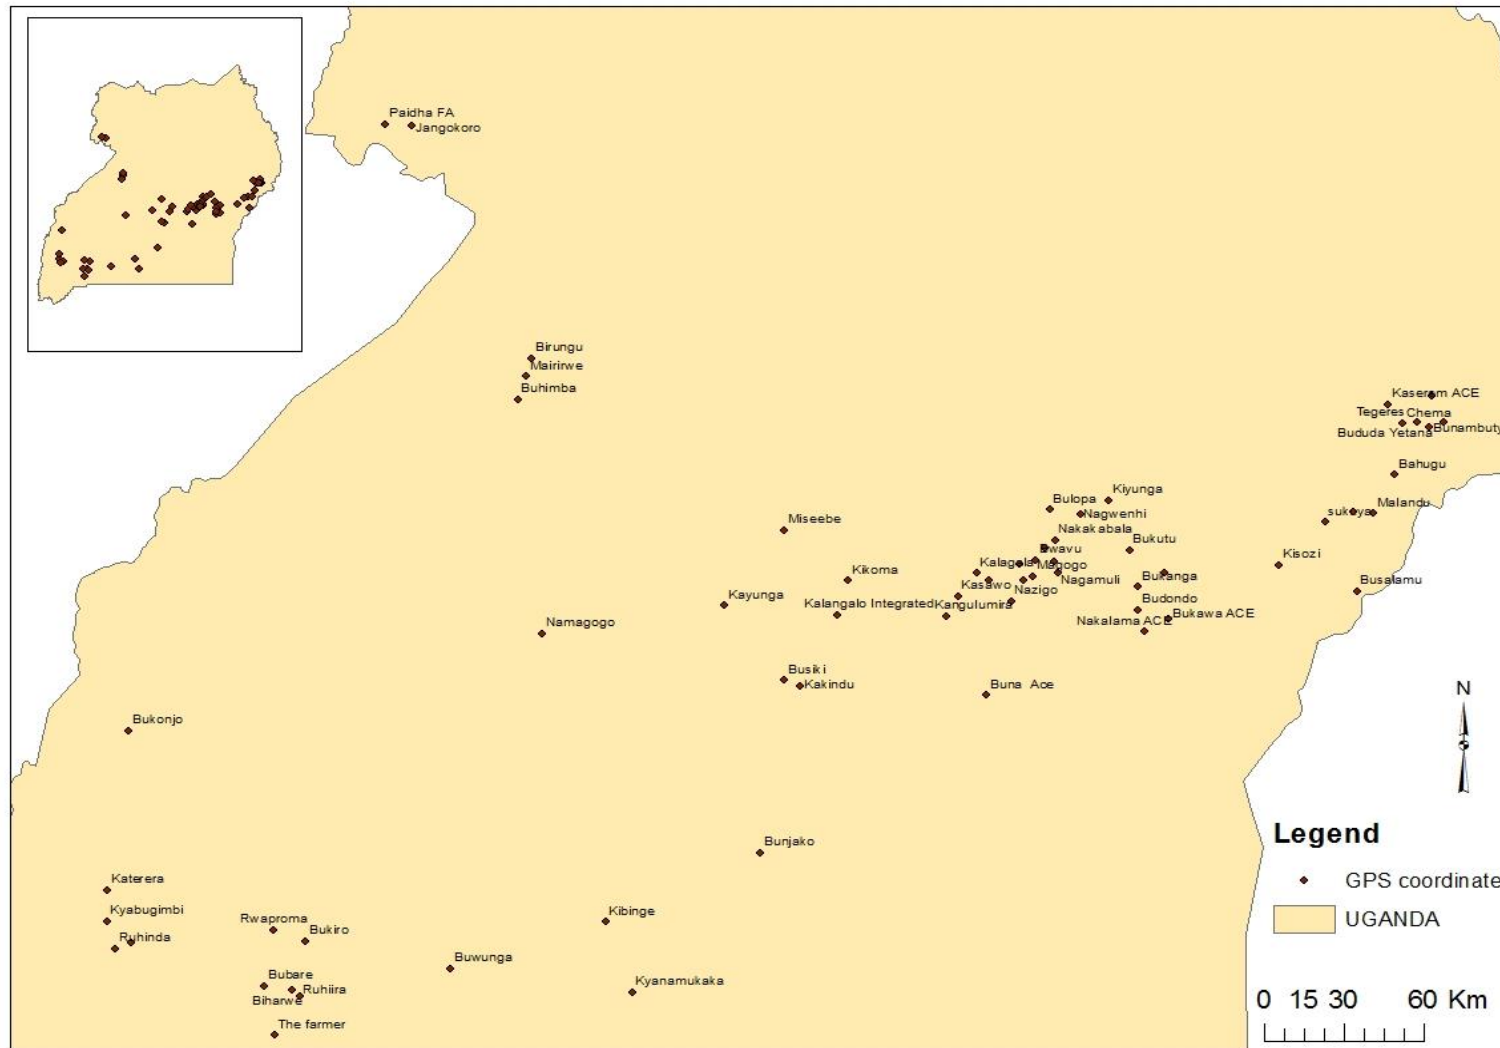 Paidha FA
Jangokoro
Birungu
Mairirwe
Buhimba
Kaseram ACE
Tegeres Chema
Bududa Yetana
Bunambuty
Bahugu
Kiyunga
Bulopa
Nagwenhi
Malandu
sukuya
Miseebe
Nakakabala
Bukutu
Bwavu
Kisozi
Kalagala
Magogo
Kikoma
Nagamuli
Bukanga
Kasawo
Nazigo
Busalamu
Kayunga
Kalangalo Integrated
Kangulumira
Budondo
Bukawa ACE
Nakalama ACE
Namagogo
Busiki
Kakindu
Buna Ace
Bukonjo
N
Bunjako
Legend
Katerera
GPS coordinate
Kyabugimbi
Kibinge
UGANDA
Rwaproma
Bukiro
Ruhinda
Buwunga
Bubare
Kyanamukaka
Ruhiira
Biharwe
0 15 30 60 Km
The farmer